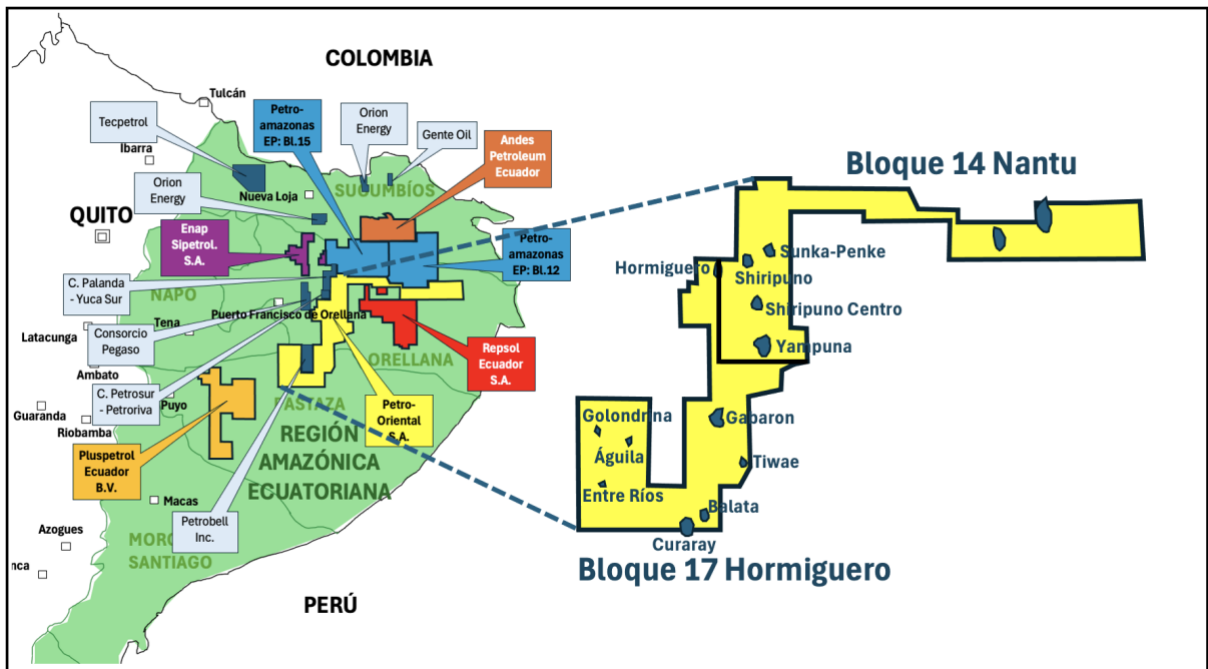 COLOMBIA
Tulcán
Tecpetrol
Petro-
amazonas
EP: Bl.15
Orion
Energy
Gente Oil
Andes
Petroleum
Ecuador
Ibarra
Orion
Energy
Nueva Loja
SUCUMBÍOS
QUITO
Enap
Sipetrol.
S.A.
Petro-
amazonas
EP: Bl.12
C. Palanda
- Yuca Sur
NAPO
Puerto Francisco de Orellana
Latacunga
Tena
Consorcio
Pegaso
Repsol
Ecuador
S.A.
ORELLANA
Ambato
C. Petrosur
- Petroriva
Guaranda
Puyo
Riobamba
PASTAZA
Petro-
Oriental
S.A.
REGIÓN
AMAZÓNICA
ECUATORIANA
Pluspetrol
Ecuador
B.V.
Macas
Petrobell
Inc.
Azogues
MORO
SANTIAGO
nca
PERÚ
Bloque 14 Nantu
Hormiguero
Sunka-Penke
Shiripuno
Shiripuno Centro
Yampuna
Golondrina
Gabaron
Águila
Tiwae
Entre Ríos
Balata
Curaray
Bloque 17 Hormiguero